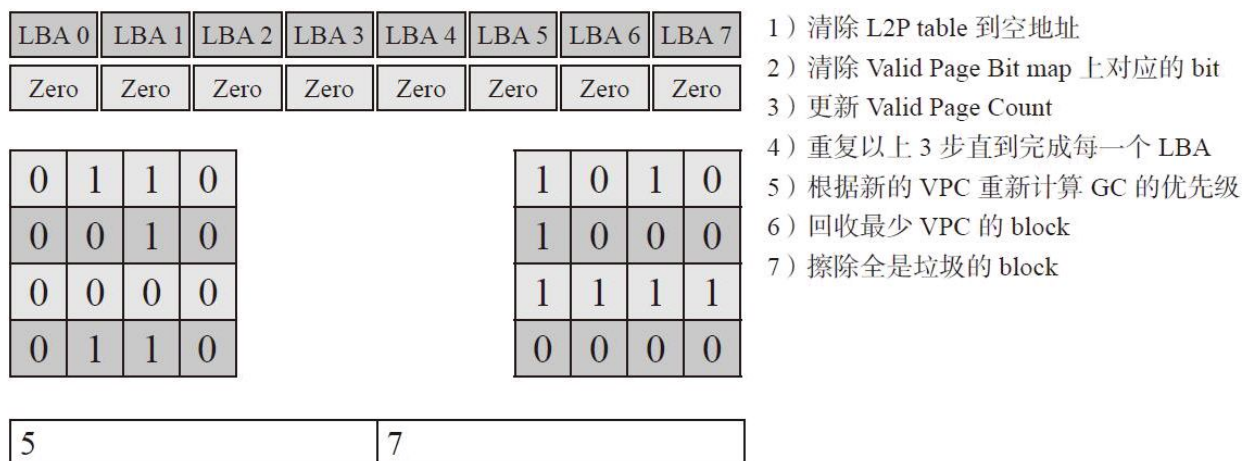 LBA 0 LBA 1 LBA 2 LBA 3 LBA 4 LBA 5 LBA 6 LBA 7
Zero Zero Zero Zero Zero Zero Zero Zero
0 1 1 0
0 0 1 0
0 0 0 0
0 1 1 0
1 0 1 0
1 0 0 0
1 1 1 1
0 0 0 0
5 7
1）清除 L2P table 到空地址
2）清除 Valid Page Bit map 上对应的 bit
3）更新 Valid Page Count
4）重复以上 3 步直到完成每一个 LBA
5）根据新的 VPC 重新计算 GC 的优先级
6）回收最少 VPC 的 block
7）擦除全是垃圾的 block